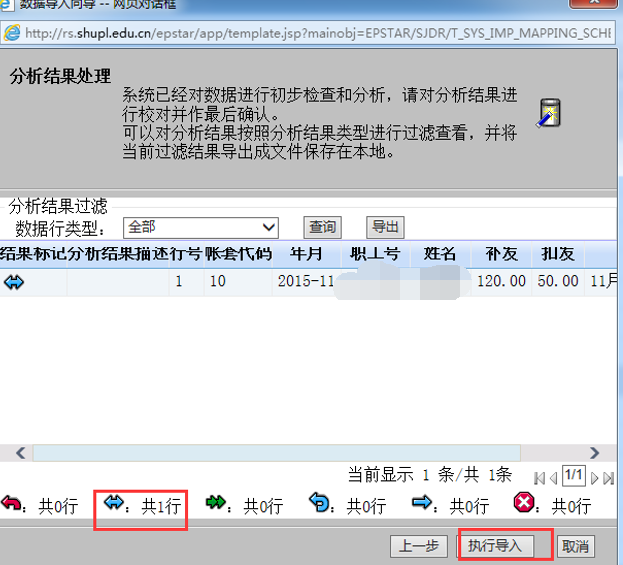 数据导入向导 -- 网页对话框
http://rs.shupl.edu.cn/epstar/app/template.jsp?mainobj=EPSTAR/SJDR/T_SYS_IMP_MAPPING_SCHE
分析结果处理
系统已经对数据进行初步检查和分析，请对分析结果进
行校对并作最后确认。
可以对分析结果按照分析结果类型进行过滤查看，并将
当前过滤结果导出成文件保存在本地。
分析结果过滤
数据行类型： 全部 查询 导出
结果标记 分析结果描述 行号 帐套代码 年月 职工号 姓名 补发 扣发
1 10 2015-11 120.00 50.00 11月
当前显示 1 条/共 1条 1/1
：共0行 ：共1行 ：共0行 ：共0行 ：共0行 ：共0行
上一步 执行导入 取消